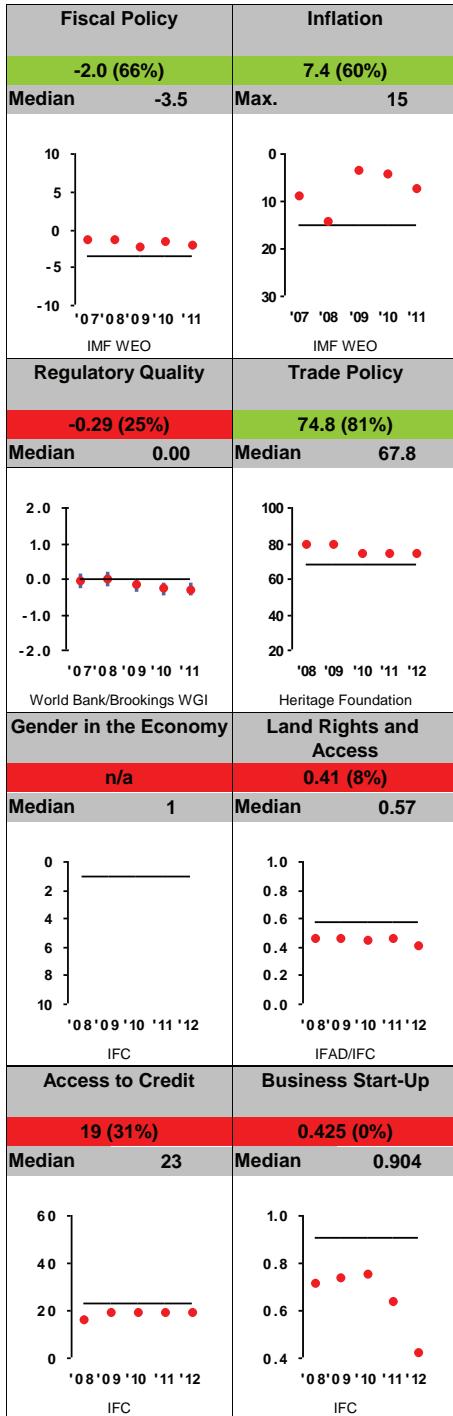 Fiscal Policy
-2.0 (66%)
Median -3.5
10
5
0
-5
-10
'07 '08 '09 '10 '11
IMF WEO
Inflation
7.4 (60%)
Max. 15
0
10
20
30
'07 '08 '09 '10 '11
IMF WEO
Regulatory Quality
-0.29 (25%)
Median 0.00
2.0
1.0
0.0
-1.0
-2.0
'07 '08 '09 '10 '11
World Bank/Brookings WGI
Trade Policy
74.8 (81%)
Median 67.8
100
80
60
40
20
'08 '09 '10 '11 '12
Heritage Foundation
Gender in the Economy
n/a
Median 1
0
2
4
6
8
10
'08 '09 '10 '11 '12
IFC
Land Rights and
Access
0.41 (8%)
Median 0.57
1.0
0.8
0.6
0.4
0.2
0.0
'08 '09 '10 '11 '12
IFAD/IFC
Access to Credit
19 (31%)
Median 23
60
40
20
0
'08 '09 '10 '11 '12
IFC
Business Start-Up
0.425 (0%)
Median 0.904
1.0
0.8
0.6
0.4
'08 '09 '10 '11 '12
IFC